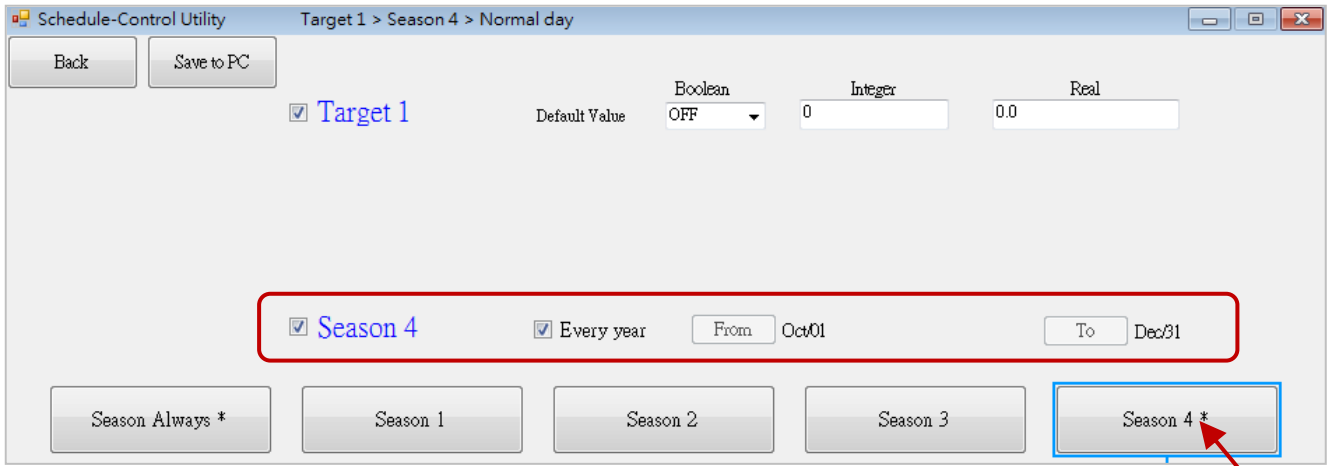 Schedule-Control Utility Target 1 > Season 4 > Normal day
Back Save to PC
Boolean Integer Real
Target 1 Default Value OFF 0 0.0
Season 4 Every year From Oct/01 To Dec/31
Season Always * Season 1 Season 2 Season 3 Season 4 *